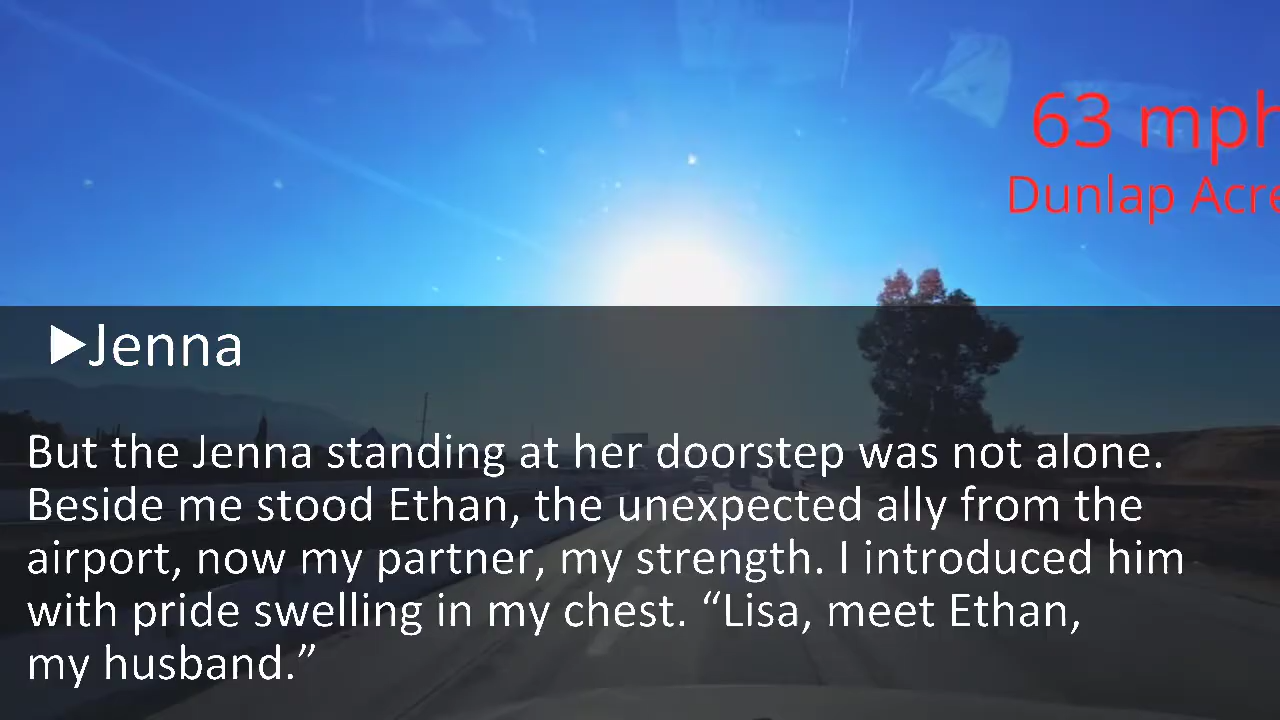 63 mph
Dunlap Acre
▶Jenna
But the Jenna standing at her doorstep was not alone.
Beside me stood Ethan, the unexpected ally from the
airport, now my partner, my strength. I introduced him
with pride swelling in my chest. “Lisa, meet Ethan,
my husband.”